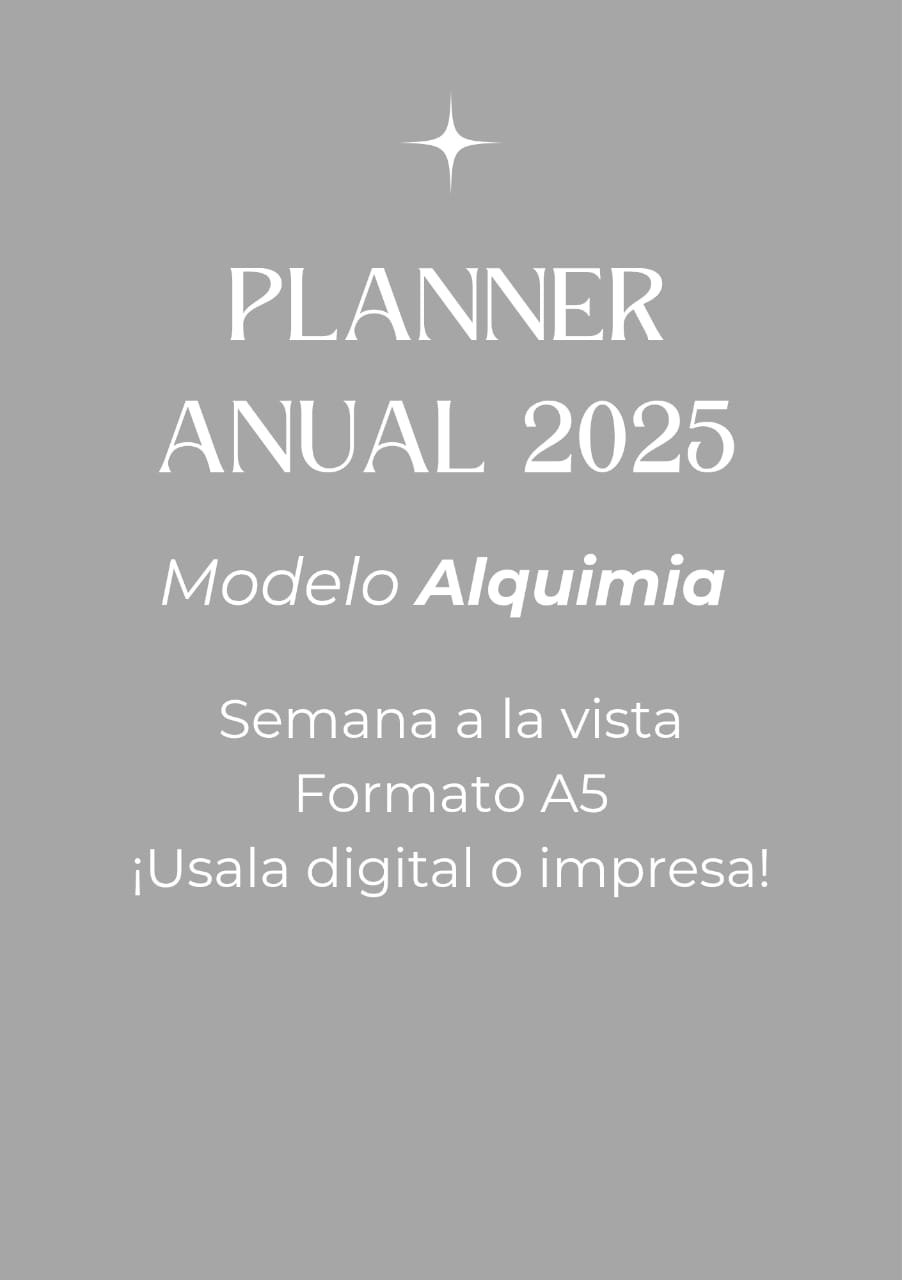 PLANNER
ANUAL 2025
Modelo Alquimia
Semana a la vista
Formato A5
¡Usala digital o impresa!